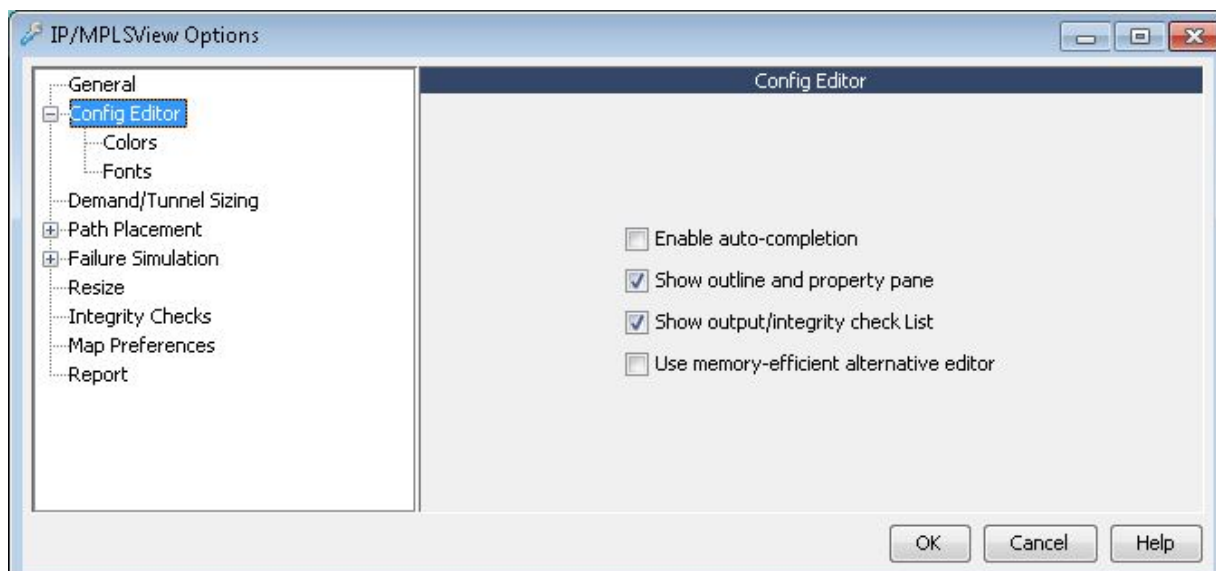 IP/MPLSView Options
General
Config Editor
Colors
Fonts
Demand/Tunnel Sizing
Path Placement
Failure Simulation
Resize
Integrity Checks
Map Preferences
Report
Config Editor
Enable auto-completion
Show outline and property pane
Show output/integrity check List
Use memory-efficient alternative editor
OK
Cancel
Help